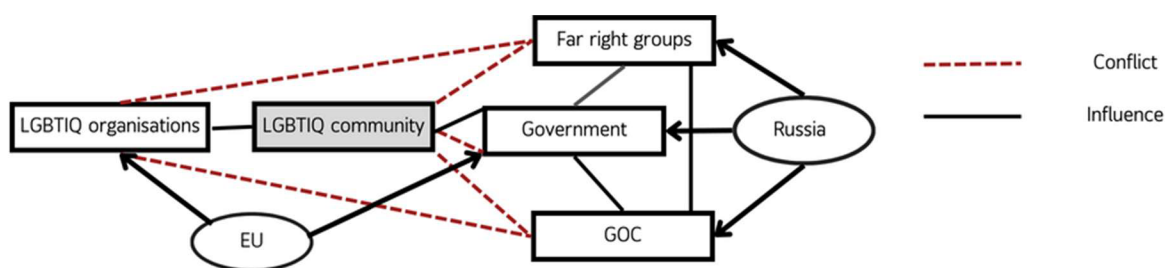 Far right groups
Conflict
LGBTIQ organisations
LGBTIQ community
Government
Russia
Influence
EU
GOC